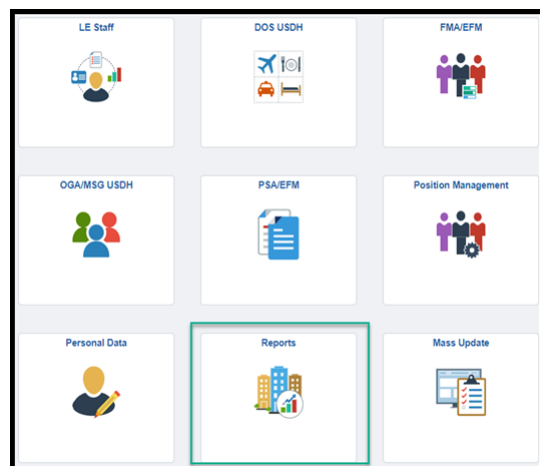 LE Staff
DOS USDH
FMA/EFM
OGA/MSG USDH
PSA/EFM
Position Management
Personal Data
Reports
Mass Update